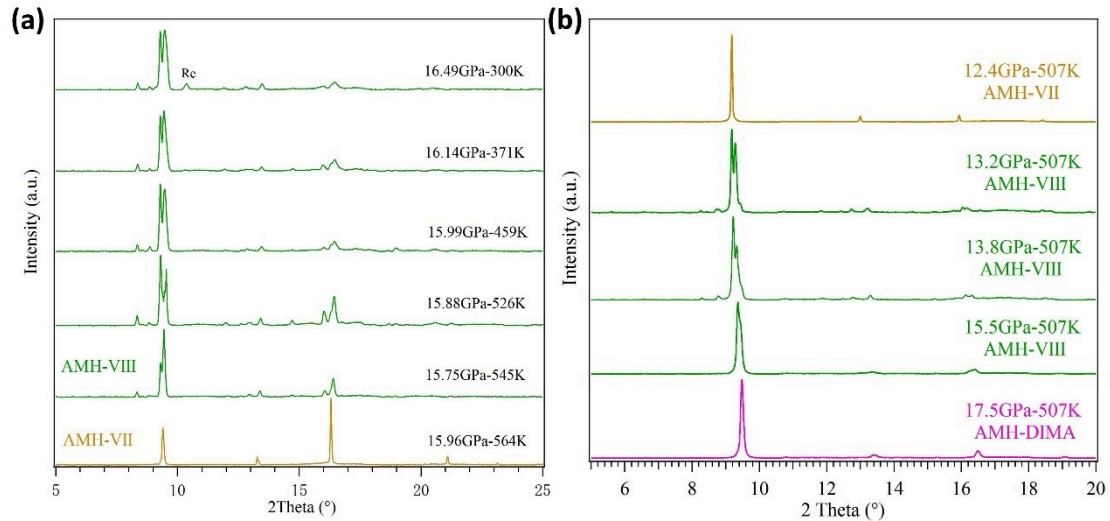 (a)
Rc
16.49GPa-300K
16.14GPa-371K
15.99GPa-459K
15.88GPa-526K
AMH-VIII
15.75GPa-545K
AMH-VII
15.96GPa-564K
5
10
15
20
25
2Theta (°)
Intensity (a.u.)
(b)
12.4GPa-507K
AMH-VII
13.2GPa-507K
AMH-VIII
13.8GPa-507K
AMH-VIII
15.5GPa-507K
AMH-VIII
17.5GPa-507K
AMH-DIMA
6
8
10
12
14
16
18
20
2 Theta (°)
Intensity (a.u.)